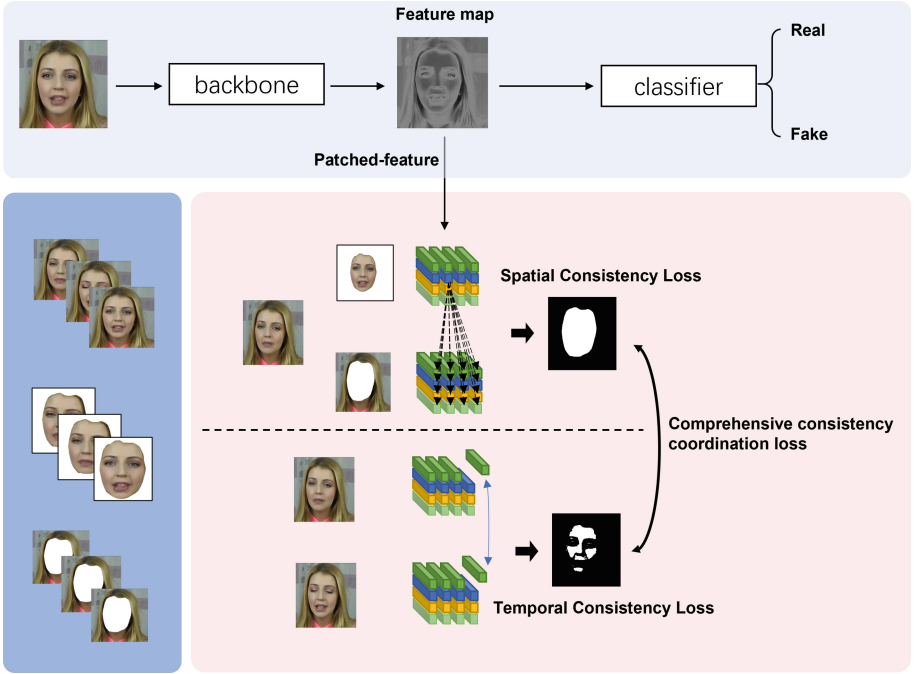 Feature map
backbone
classifier
Real
Fake
Patched-feature
Spatial Consistency Loss
Comprehensive consistency
coordination loss
Temporal Consistency Loss